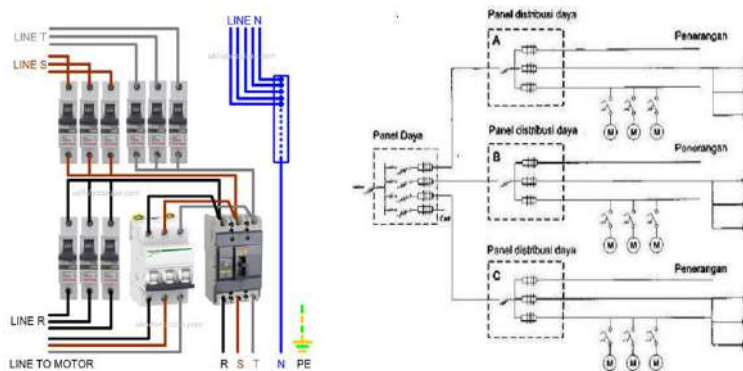 LINE T
LINE S
LINE N
LINE R
LINE TO MOTOR
R S T N PE
Panel distribusi daya
A
Penerangan
M M M
Panel Daya
Panel distribusi daya
B
Penerangan
M M M
Panel distribusi daya
C
Penerangan
M M M